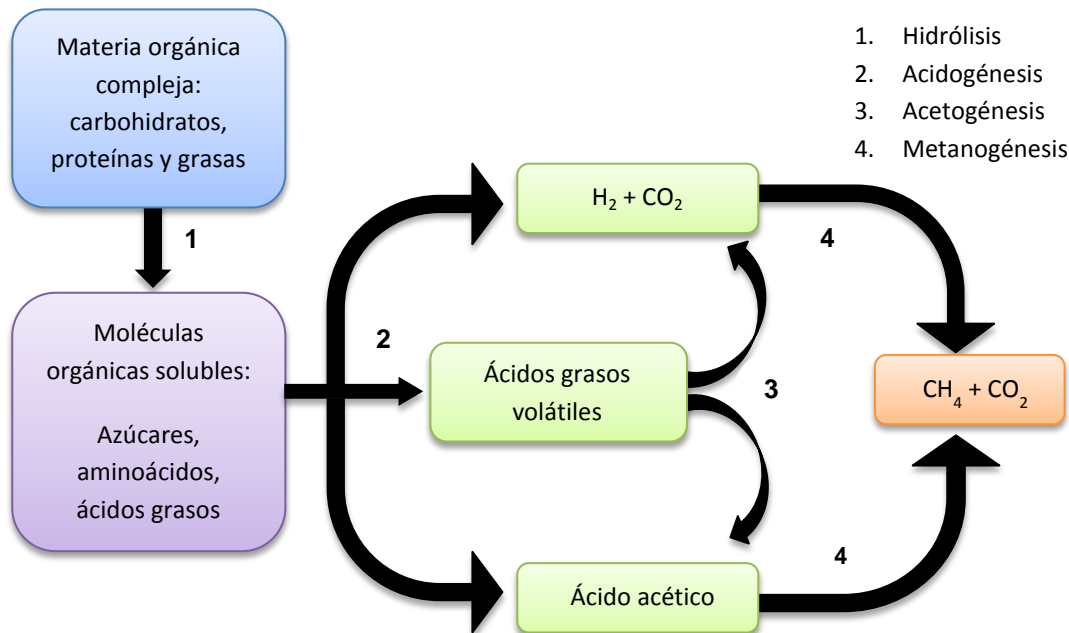 Materia orgánica
compleja:
carbohidratos,
proteínas y grasas
1. Hidrólisis
2. Acidogénesis
3. Acetogénesis
4. Metanogénesis
1
H₂ + CO₂
4
Moléculas
orgánicas solubles:
Azúcares,
aminoácidos,
ácidos grasos
2
Ácidos grasos
volátiles
3
CH₄ + CO₂
4
Ácido acético